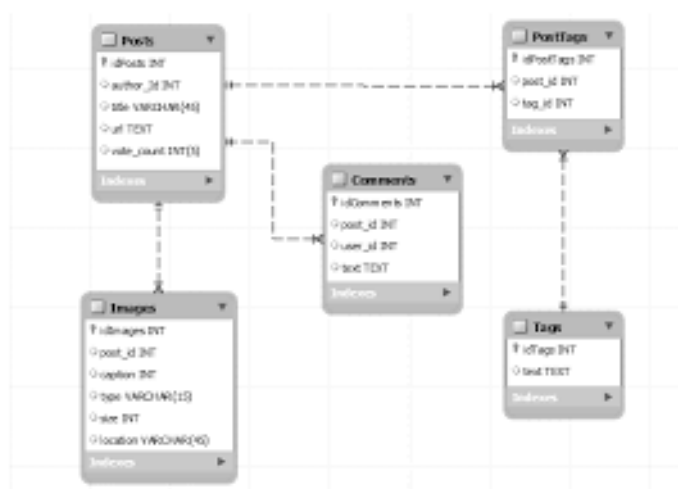 Posts
idPosts INT
author_Id INT
title VARCHAR(45)
url TEXT
vote_count INT(5)
Indexes
PostTags
idPostTags INT
post_id INT
tag_id INT
Indexes
Comments
idComments INT
post_id INT
user_id INT
text TEXT
Indexes
Images
idImages INT
post_id INT
caption INT
type VARCHAR(15)
size INT
location VARCHAR(45)
Indexes
Tags
idTags INT
text TEXT
Indexes